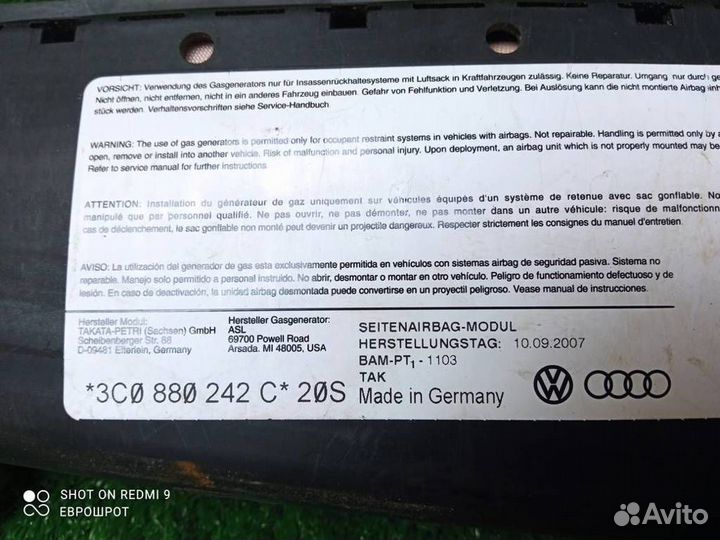 VORSICHT: Verwendung des Gasgenerators nur für Insassenrückhaltesysteme mit Luftsack in Kraftfahrzeugen zulässig. Keine Reparatur. Umgang nur durch
Nicht öffnen, nicht entfernen, nicht in ein anderes Fahrzeug einbauen. Gefahr von Fehlfunktion und Verletzung. Bei Auslösung kann die nicht montierte Airbag
stück werden. Verhaltensvorschriften siehe Service-Handbuch.
WARNING: The use of gas generators is permitted only for occupant restraint systems in vehicles with airbags. Not repairable. Handling is permitted only by
open, remove or install into another vehicle. Risk of malfunction and personal injury. Upon deployment, an airbag unit which is not properly mounted may be
Refer to service manual for further instructions
ATTENTION: Installation du générateur de gaz uniquement sur véhicules équipés d'un système de retenue avec sac gonflable. No
manipulé que par personnel qualifié. Ne pas ouvrir, ne pas démonter, ne pas monter dans un autre véhicule: risque de malfonction
cas de déclenchement, le sac gonflable non monté peut devenir un projectile dangereux. Respecter strictement les consignes du manuel d'entretien.
AVISO: La utilización del generador de gas esta exclusivamente permitida en vehículos con sistemas airbag de seguridad pasiva. Sistema no
reparable. Manejo solo permitido a personal instruido. No abrir, desmontar o montar en otro vehículo. Peligro de funcionamiento defectuoso y de
lesión. En caso de deactivación, la unidad airbag desmontada puede convertirse en un proyectil peligroso. Vease manual de instrucciones.
Hersteller Modul:
TAKATA-PETRI (Sachsen) GmbH
Scheibenberger Str. 88
D-09481 Elterlein, Germany
Hersteller Gasgenerator:
ASL
69700 Powell Road
Arsada. MI 48005, USA
SEITENAIRBAG-MODUL
HERSTELLUNGSTAG: 10.09.2007
BAM-PT1 - 1103
TAK
Made in Germany
*3C0 880 242 C* 20S
SHOT ON REDMI 9
ЕВРОШРОТ
Avito